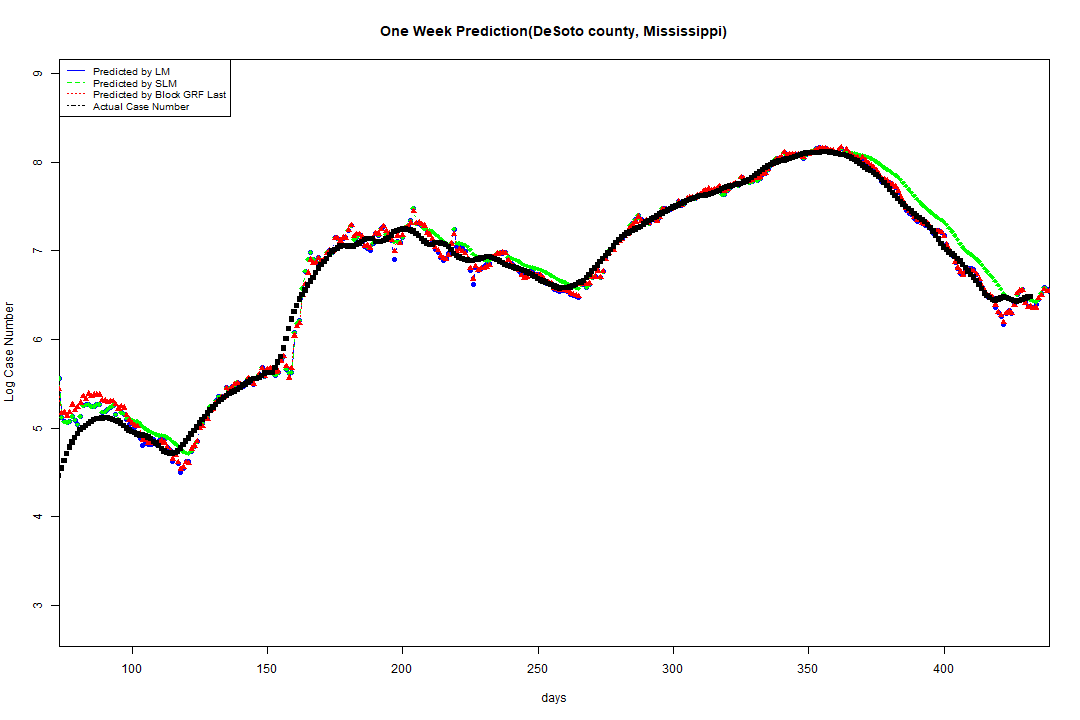 One Week Prediction(DeSoto county, Mississippi)
Predicted by LM
Predicted by SLM
Predicted by Block GRF Last
Actual Case Number
Log Case Number
9
8
7
6
5
4
3
100 150 200 250 300 350 400
days